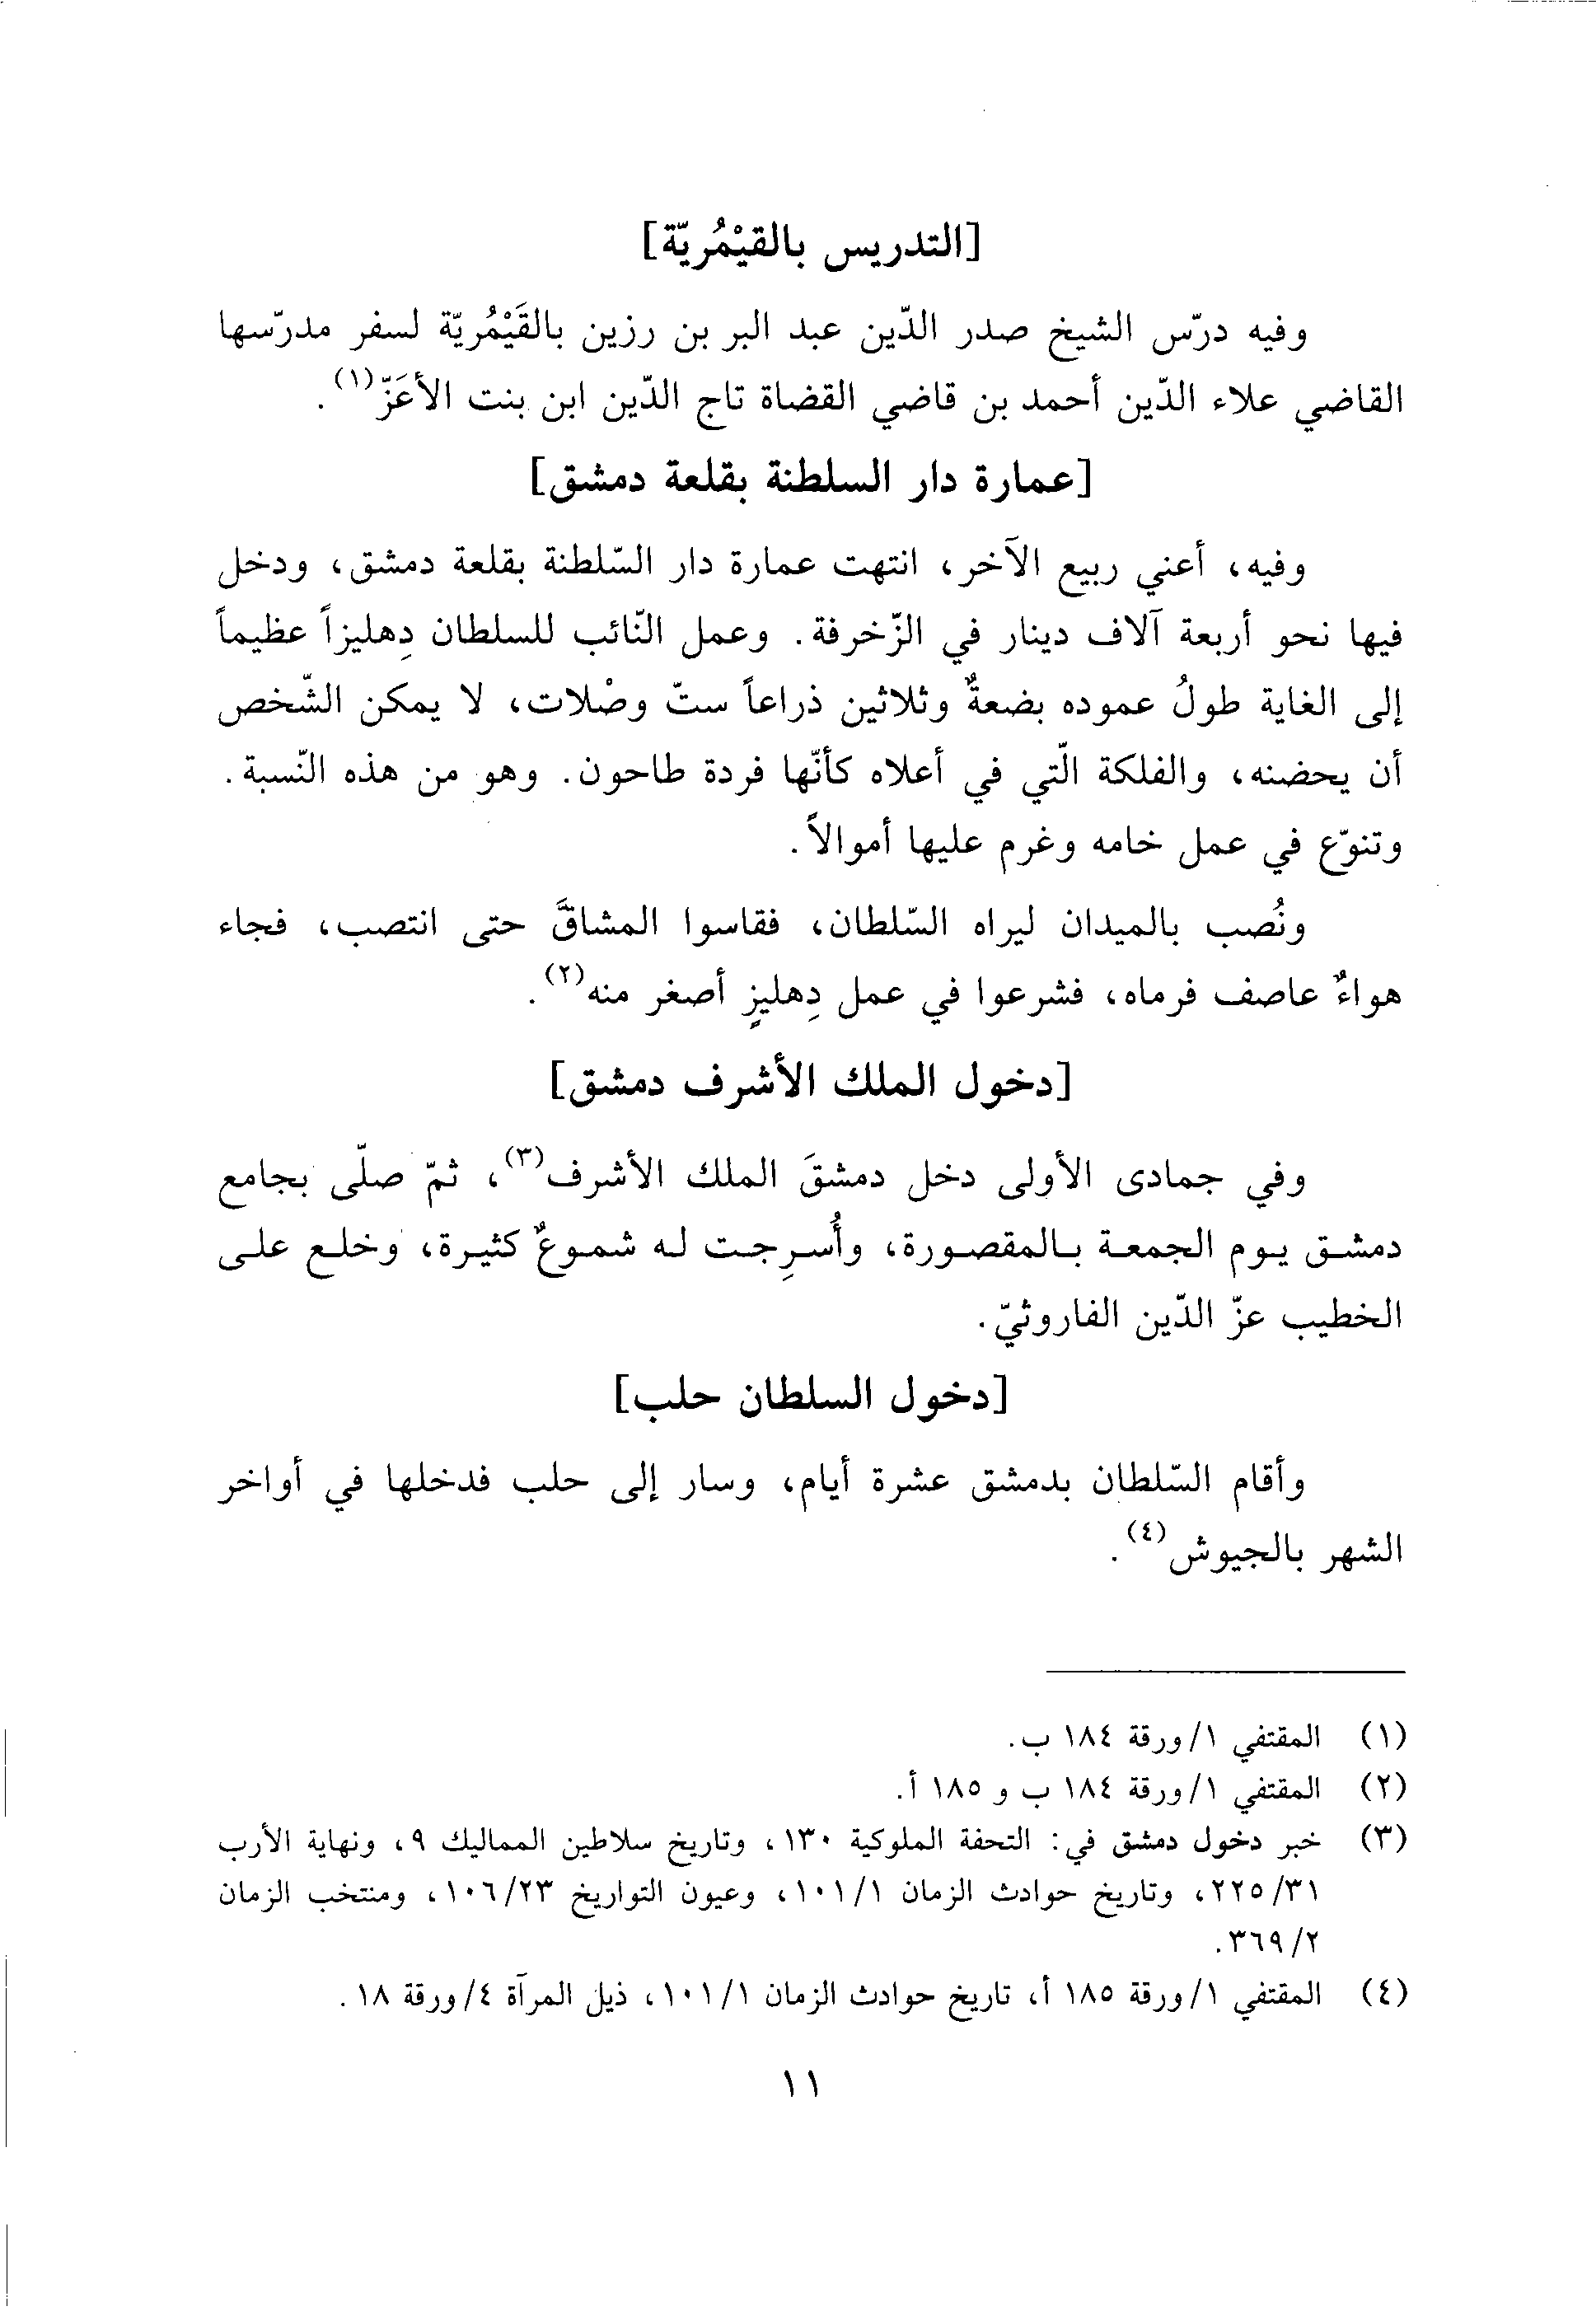 [التدريس بالقيْمُريّة]
وفيه درّس الشيخ صدر الدّين عبد البر بن رزين بالقَيْمُريّة لسفر مدرّسها
القاضي علاء الدّين أحمد بن قاضي القضاة تاج الدّين ابن بنت الأعَزّ(١).
[عمارة دار السلطنة بقلعة دمشق]
وفيه، أعني ربيع الآخر، انتهت عمارة دار السّلطنة بقلعة دمشق، ودخل
فيها نحو أربعة آلاف دينار في الزّخرفة. وعمل النّائب للسلطان دِهليزاً عظيماً
إلى الغاية طولُ عموده بضعةٌ وثلاثين ذراعاً ستّ وصْلات، لا يمكن الشّخص
أن يحضنه، والفلكة الّتي في أعلاه كأنّها فردة طاحون. وهو من هذه النّسبة.
وتنوّع في عمل خامه وغرم عليها أموالاً.
ونُصب بالميدان ليراه السّلطان، فقاسوا المشاقَّ حتى انتصب، فجاء
هواءٌ عاصف فرماه، فشرعوا في عمل دِهليزٍ أصغر منه(٢).
[دخول الملك الأشرف دمشق]
وفي جمادى الأولى دخل دمشقَ الملك الأشرف(٣)، ثمّ صلّى بجامع
دمشق يوم الجمعة بالمقصورة، وأُسرِجت له شموعٌ كثيرة، وخلع على
الخطيب عزّ الدّين الفاروثيّ.
[دخول السلطان حلب]
وأقام السّلطان بدمشق عشرة أيام، وسار إلى حلب فدخلها في أواخر
الشهر بالجيوش(٤).
(١) المقتفي ١/ورقة ١٨٤ ب.
(٢) المقتفي ١/ورقة ١٨٤ ب و ١٨٥ أ.
(٣) خبر دخول دمشق في: التحفة الملوكية ١٣٠، وتاريخ سلاطين المماليك ٩، ونهاية الأرب
٢٢٥/٣١، وتاريخ حوادث الزمان ١٠١/١، وعيون التواريخ ١٠٦/٢٣، ومنتخب الزمان
٣٦٩/٢.
(٤) المقتفي ١/ورقة ١٨٥ أ، تاريخ حوادث الزمان ١٠١/١، ذيل المرآة ٤/ورقة ١٨.
١١